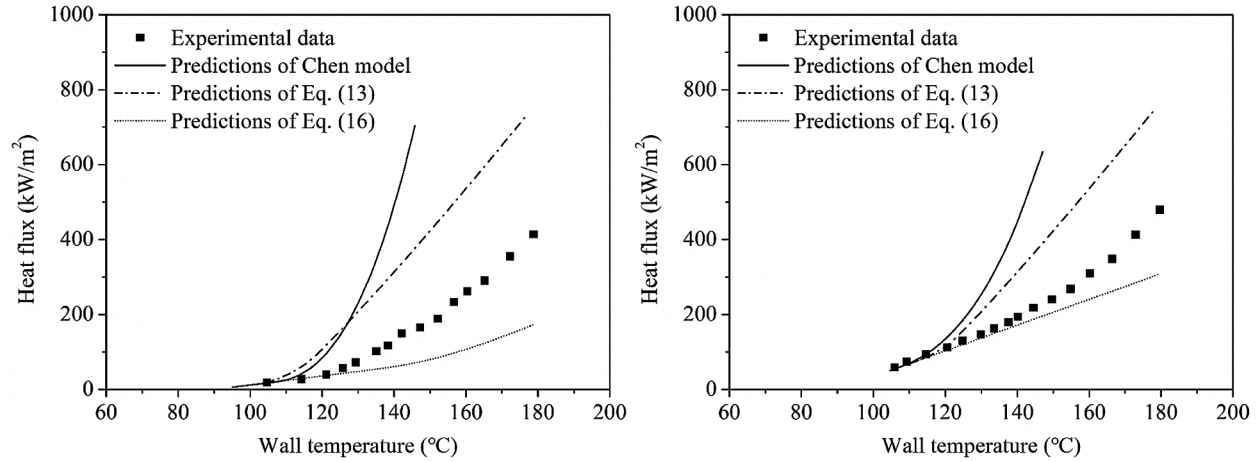 1000
800
600
400
200
0
Heat flux (kW/m²)
Experimental data
Predictions of Chen model
Predictions of Eq. (13)
Predictions of Eq. (16)
60 80 100 120 140 160 180 200
Wall temperature (ºC)
1000
800
600
400
200
0
Heat flux (kW/m²)
Experimental data
Predictions of Chen model
Predictions of Eq. (13)
Predictions of Eq. (16)
60 80 100 120 140 160 180 200
Wall temperature (ºC)